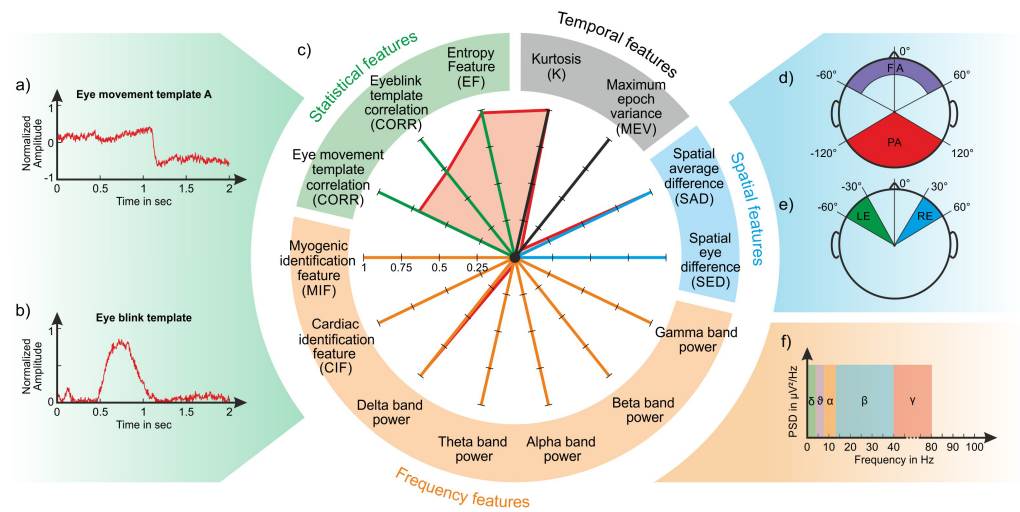 a)
Eye movement template A
Normalized
Amplitude
1
0
-1
0
0.5
1
1.5
2
Time in sec
b)
Eye blink template
Normalized
Amplitude
1
0
0
0.5
1
1.5
2
Time in sec
c)
Statistical features
Temporal features
Spatial features
Frequency features
Entropy
Feature
(EF)
Eyeblink
template
correlation
(CORR)
Eye movement
template
correlation
(CORR)
Kurtosis
(K)
Maximum
epoch
variance
(MEV)
Spatial
average
difference
(SAD)
Spatial
eye
difference
(SED)
Myogenic
identification
feature
(MIF)
1
0.75
0.5
0.25
Cardiac
identification
feature
(CIF)
Delta band
power
Theta band
power
Alpha band
power
Beta band
power
Gamma band
power
d)
0°
-60°
60°
FA
PA
-120°
120°
e)
0°
-30°
30°
-60°
60°
LE
RE
f)
PSD in µV²/Hz
δ
ϑ
α
β
γ
0
10
20
30
40
60
80
100
Frequency in Hz